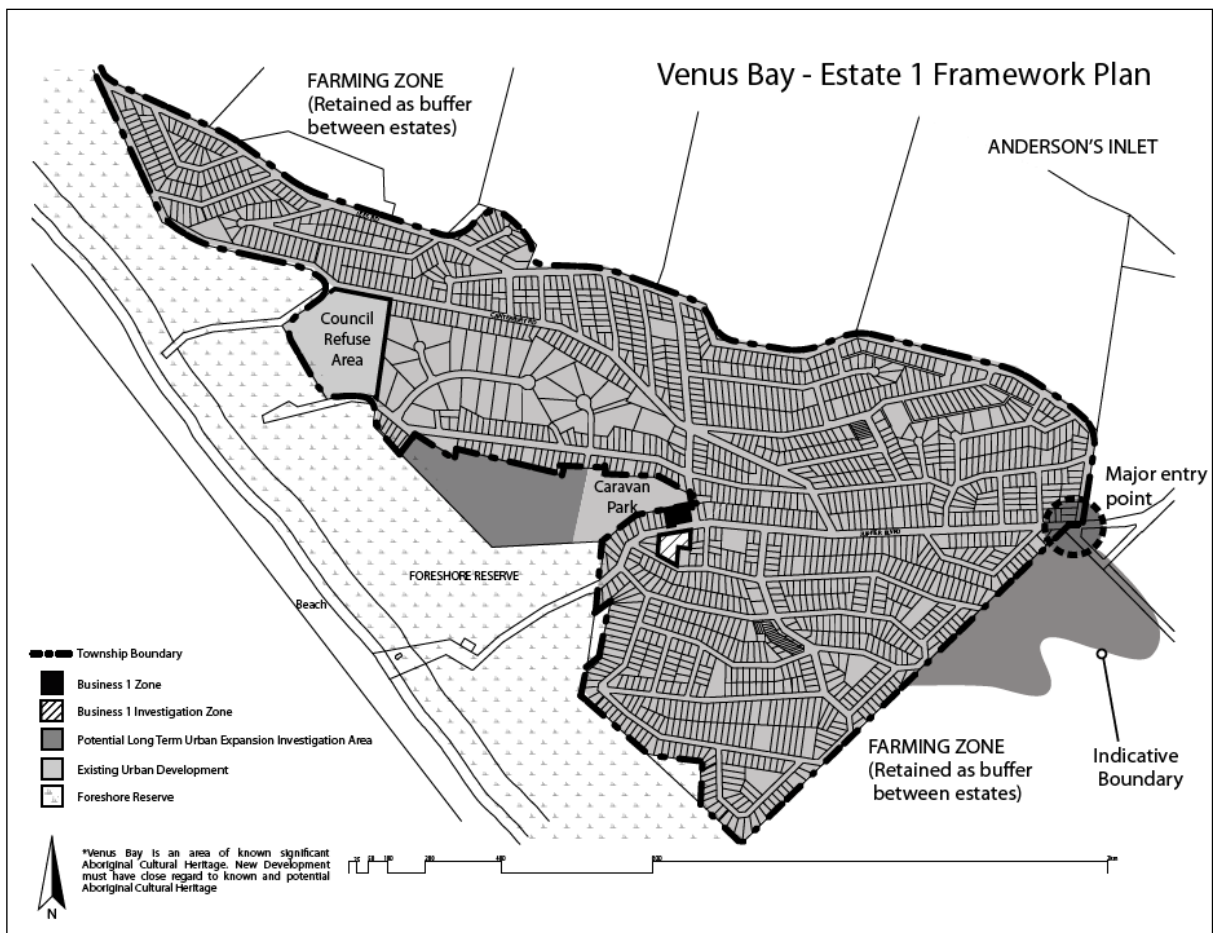 Venus Bay - Estate 1 Framework Plan
FARMING ZONE
(Retained as buffer
between estates)
ANDERSON'S INLET
Council
Refuse
Area
Caravan
Park
Major entry
point
FORESHORE RESERVE
Beach
FARMING ZONE
(Retained as buffer
between estates)
Indicative
Boundary
Township Boundary
Business 1 Zone
Business 1 Investigation Zone
Potential Long Term Urban Expansion Investigation Area
Existing Urban Development
Foreshore Reserve
*Venus Bay is an area of known significant
Aboriginal Cultural Heritage. New Development
must have close regard to known and potential
Aboriginal Cultural Heritage
N